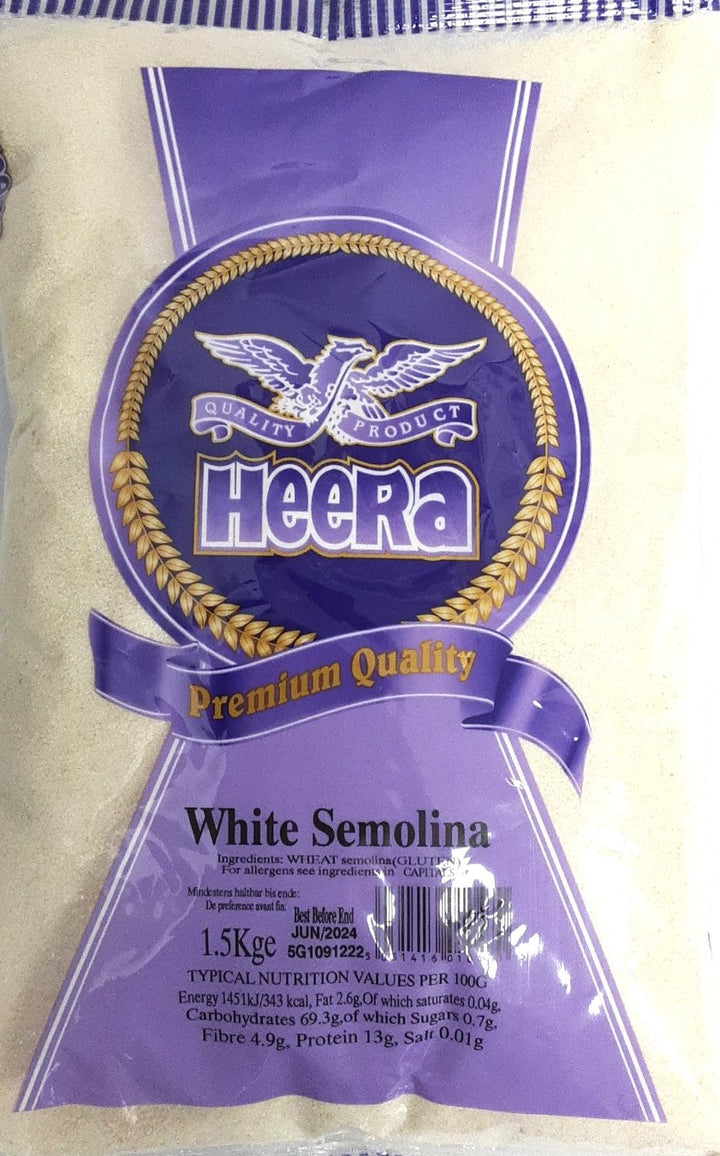 QUALITY PRODUCT
HeeRa
Premium Quality
White Semolina
Ingredients: WHEAT semolina(GLUTEN)
For allergens see ingredients in CAPITALS
Mindestens haltbar bis ende:
De preference avant fin:
Best Before End
JUN/2024
1.5Kge 5G1091222
TYPICAL NUTRITION VALUES PER 100G
Energy 1451kJ/343 kcal, Fat 2.6g,Of which saturates 0.04g,
Carbohydrates 69.3g,of which Sugars 0.7g,
Fibre 4.9g, Protein 13g, Salt 0.01g